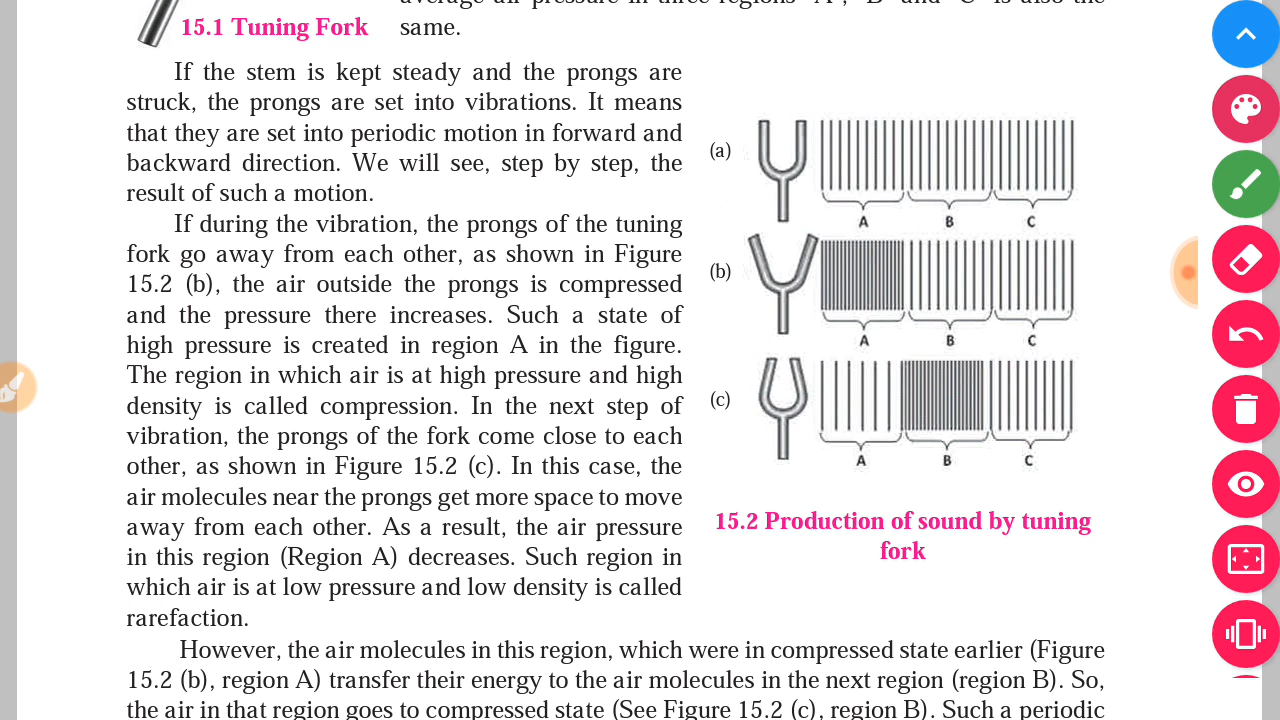 average air pressure in three regions 'A', 'B' and 'C' is also the
15.1 Tuning Fork same.
If the stem is kept steady and the prongs are
struck, the prongs are set into vibrations. It means
that they are set into periodic motion in forward and
backward direction. We will see, step by step, the
result of such a motion.
If during the vibration, the prongs of the tuning
fork go away from each other, as shown in Figure
15.2 (b), the air outside the prongs is compressed
and the pressure there increases. Such a state of
high pressure is created in region A in the figure.
The region in which air is at high pressure and high
density is called compression. In the next step of
vibration, the prongs of the fork come close to each
other, as shown in Figure 15.2 (c). In this case, the
air molecules near the prongs get more space to move
away from each other. As a result, the air pressure
in this region (Region A) decreases. Such region in
which air is at low pressure and low density is called
rarefaction.
(a)
A B C
(b)
A B C
(c)
A B C
15.2 Production of sound by tuning
fork
However, the air molecules in this region, which were in compressed state earlier (Figure
15.2 (b), region A) transfer their energy to the air molecules in the next region (region B). So,
the air in that region goes to compressed state (See Figure 15.2 (c), region B). Such a periodic